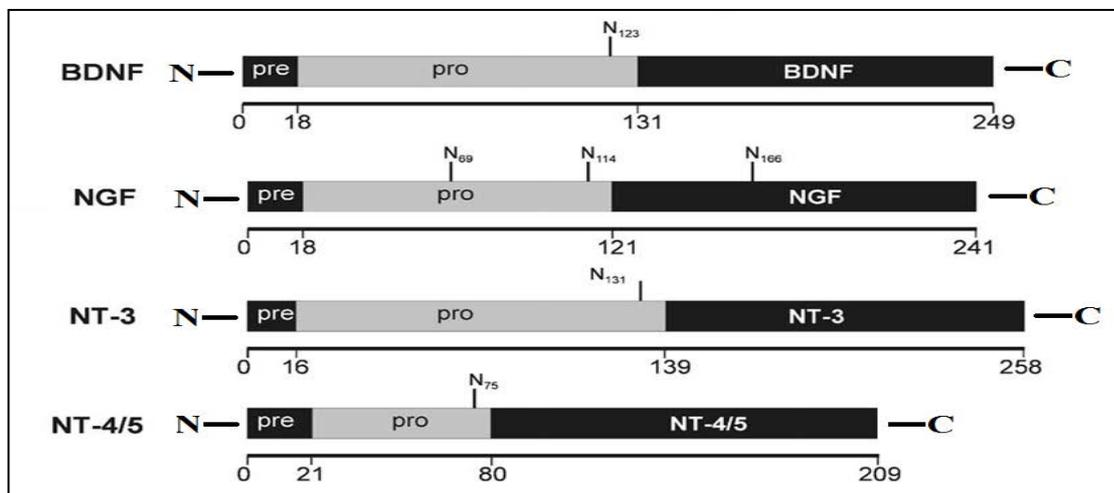 N₁₂₃
BDNF N pre pro BDNF C
0 18 131 249
N₆₉ N₁₁₄ N₁₆₆
NGF N pre pro NGF C
0 18 121 241
N₁₃₁
NT-3 N pre pro NT-3 C
0 16 139 258
N₇₅
NT-4/5 N pre pro NT-4/5 C
0 21 80 209